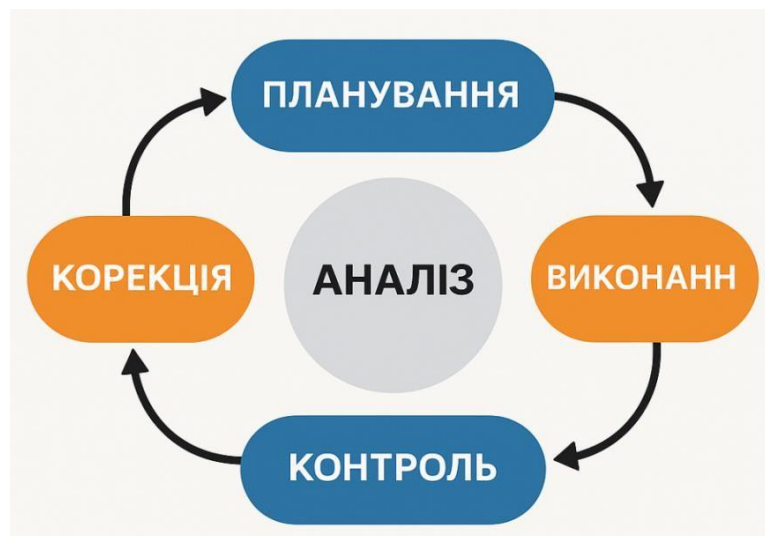 ПЛАНУВАННЯ
КОРЕКЦІЯ
АНАЛІЗ
ВИКОНАНН
КОНТРОЛЬ